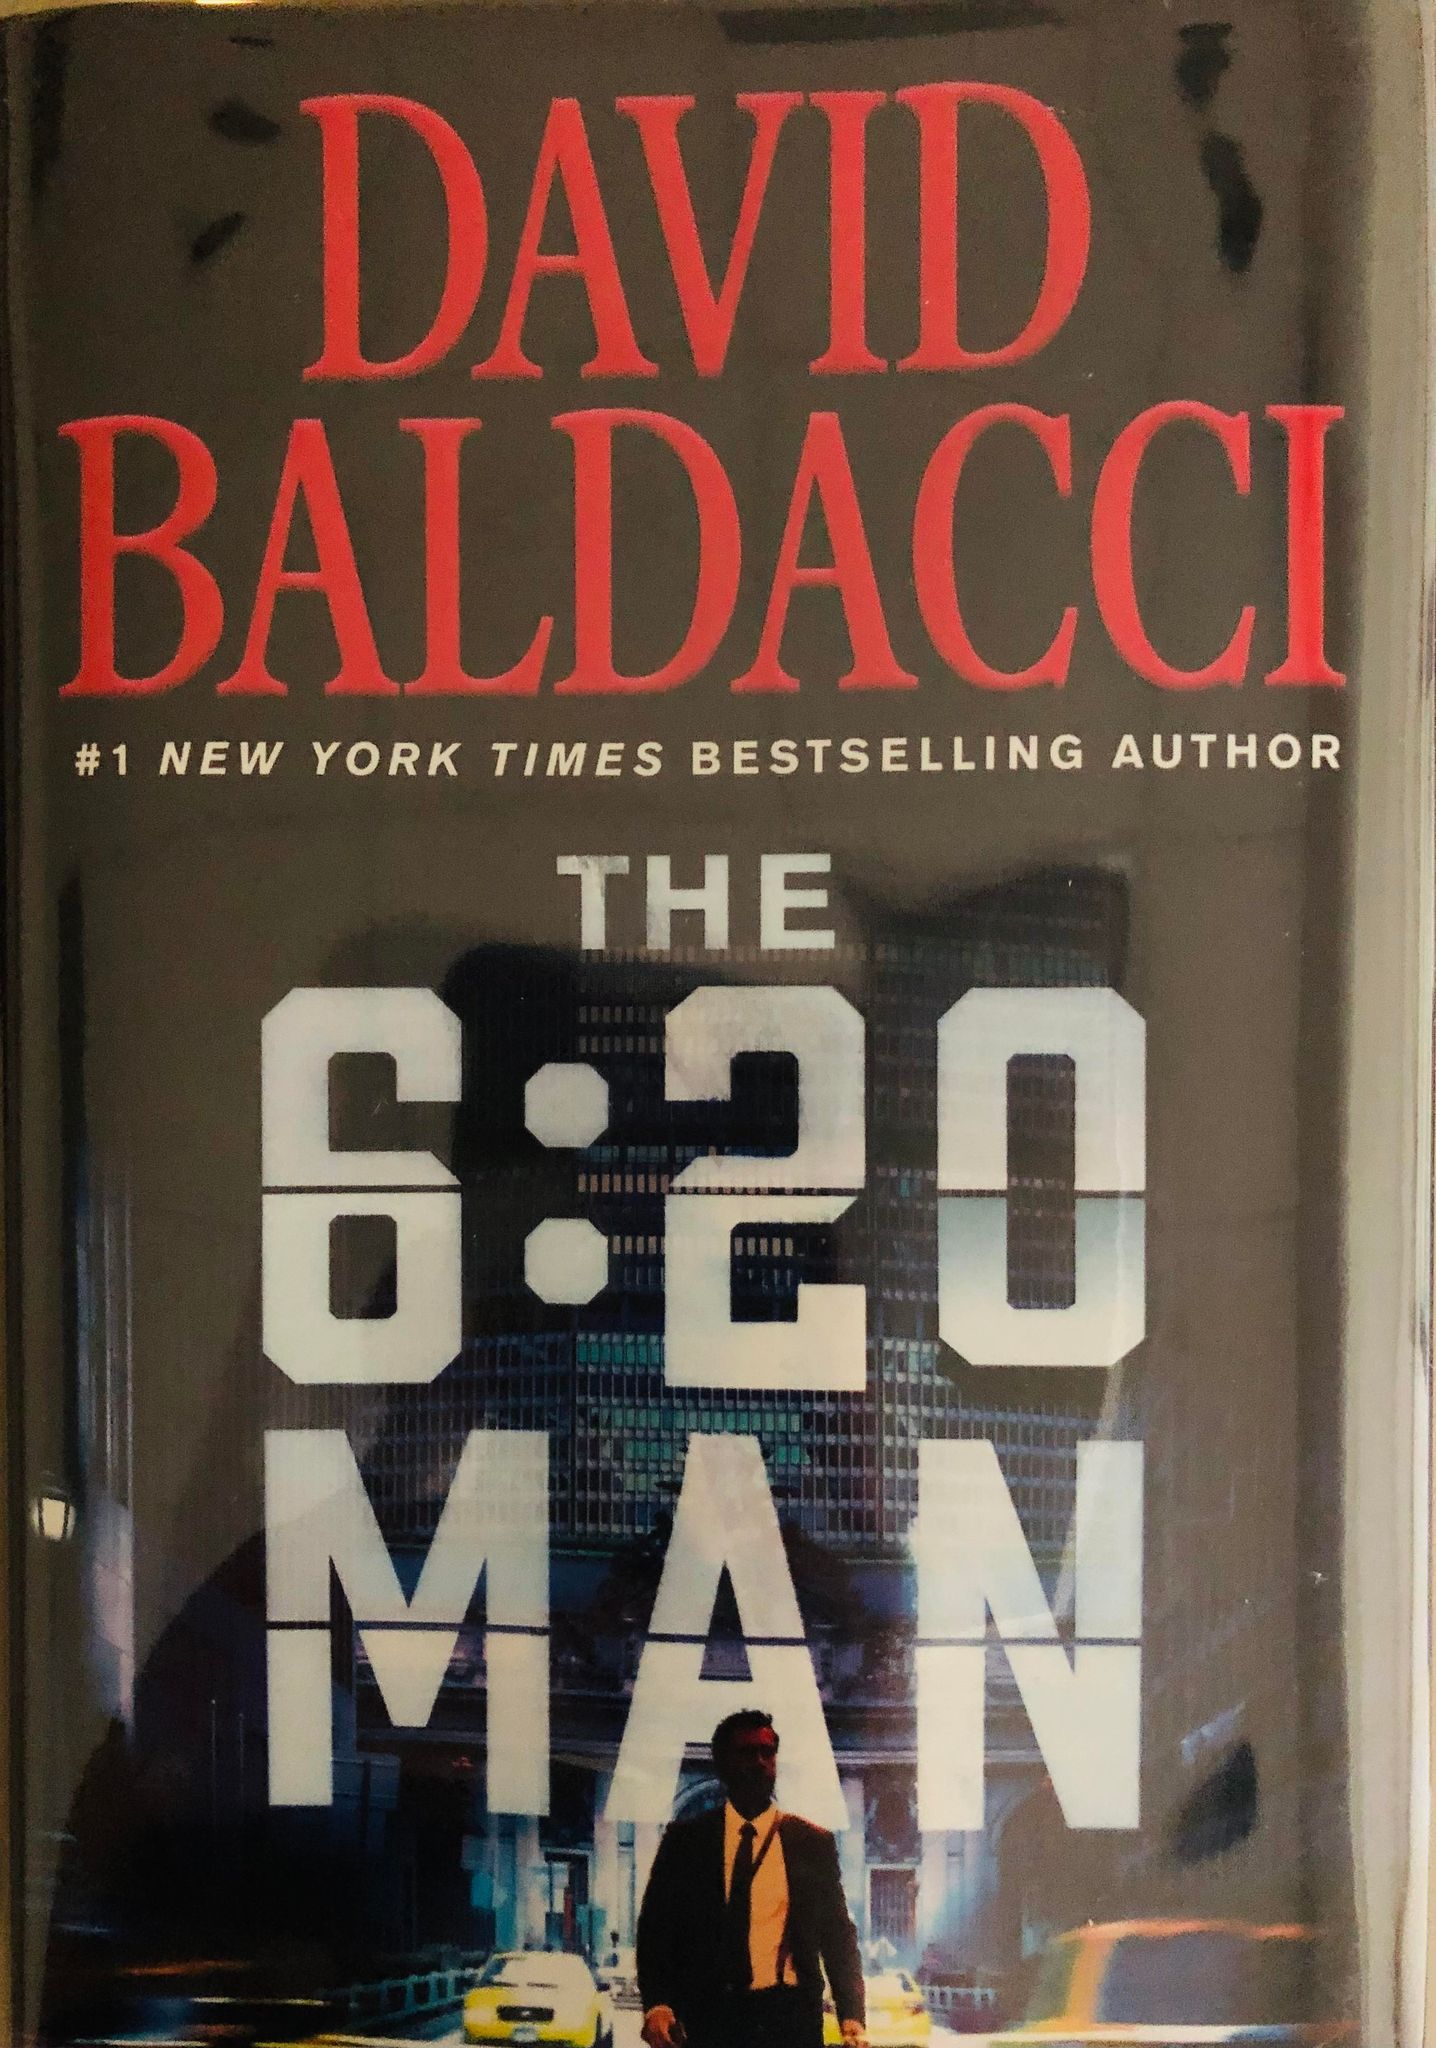 DAVID
BALDACCI
#1 NEW YORK TIMES BESTSELLING AUTHOR
THE
6:20
MAN